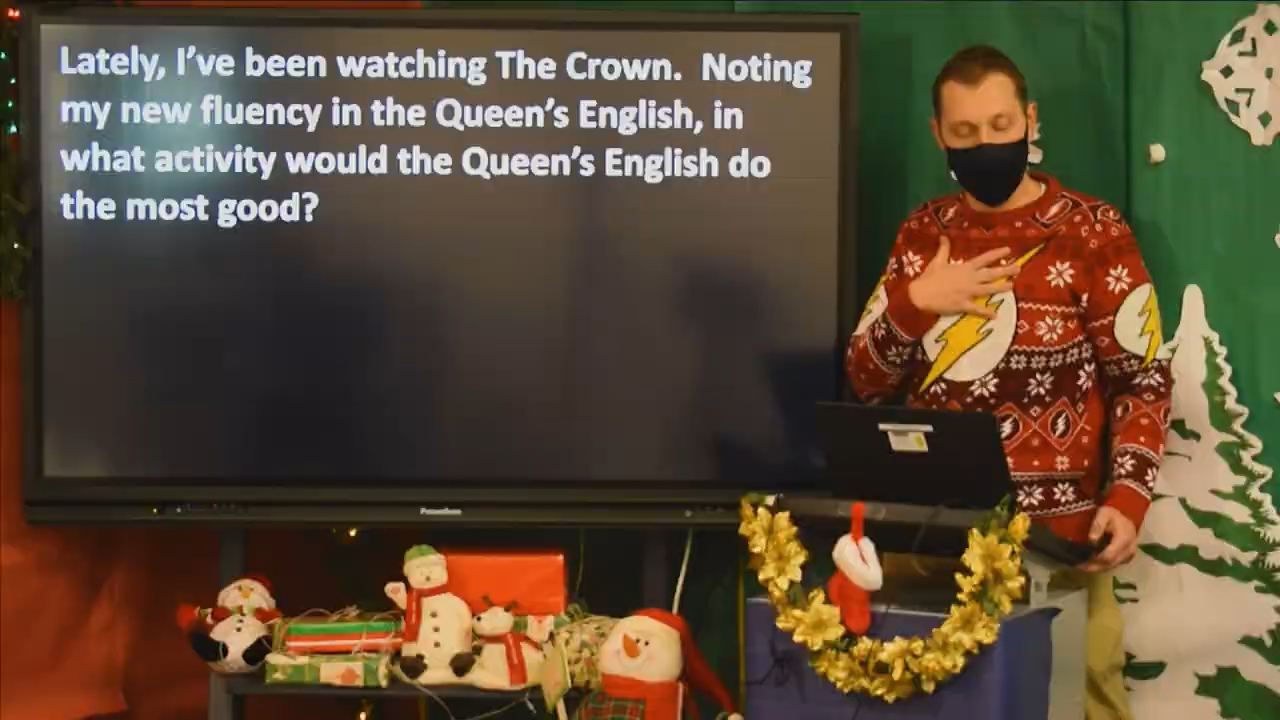 Lately, I've been watching The Crown. Noting
my new fluency in the Queen's English, in
what activity would the Queen's English do
the most good?